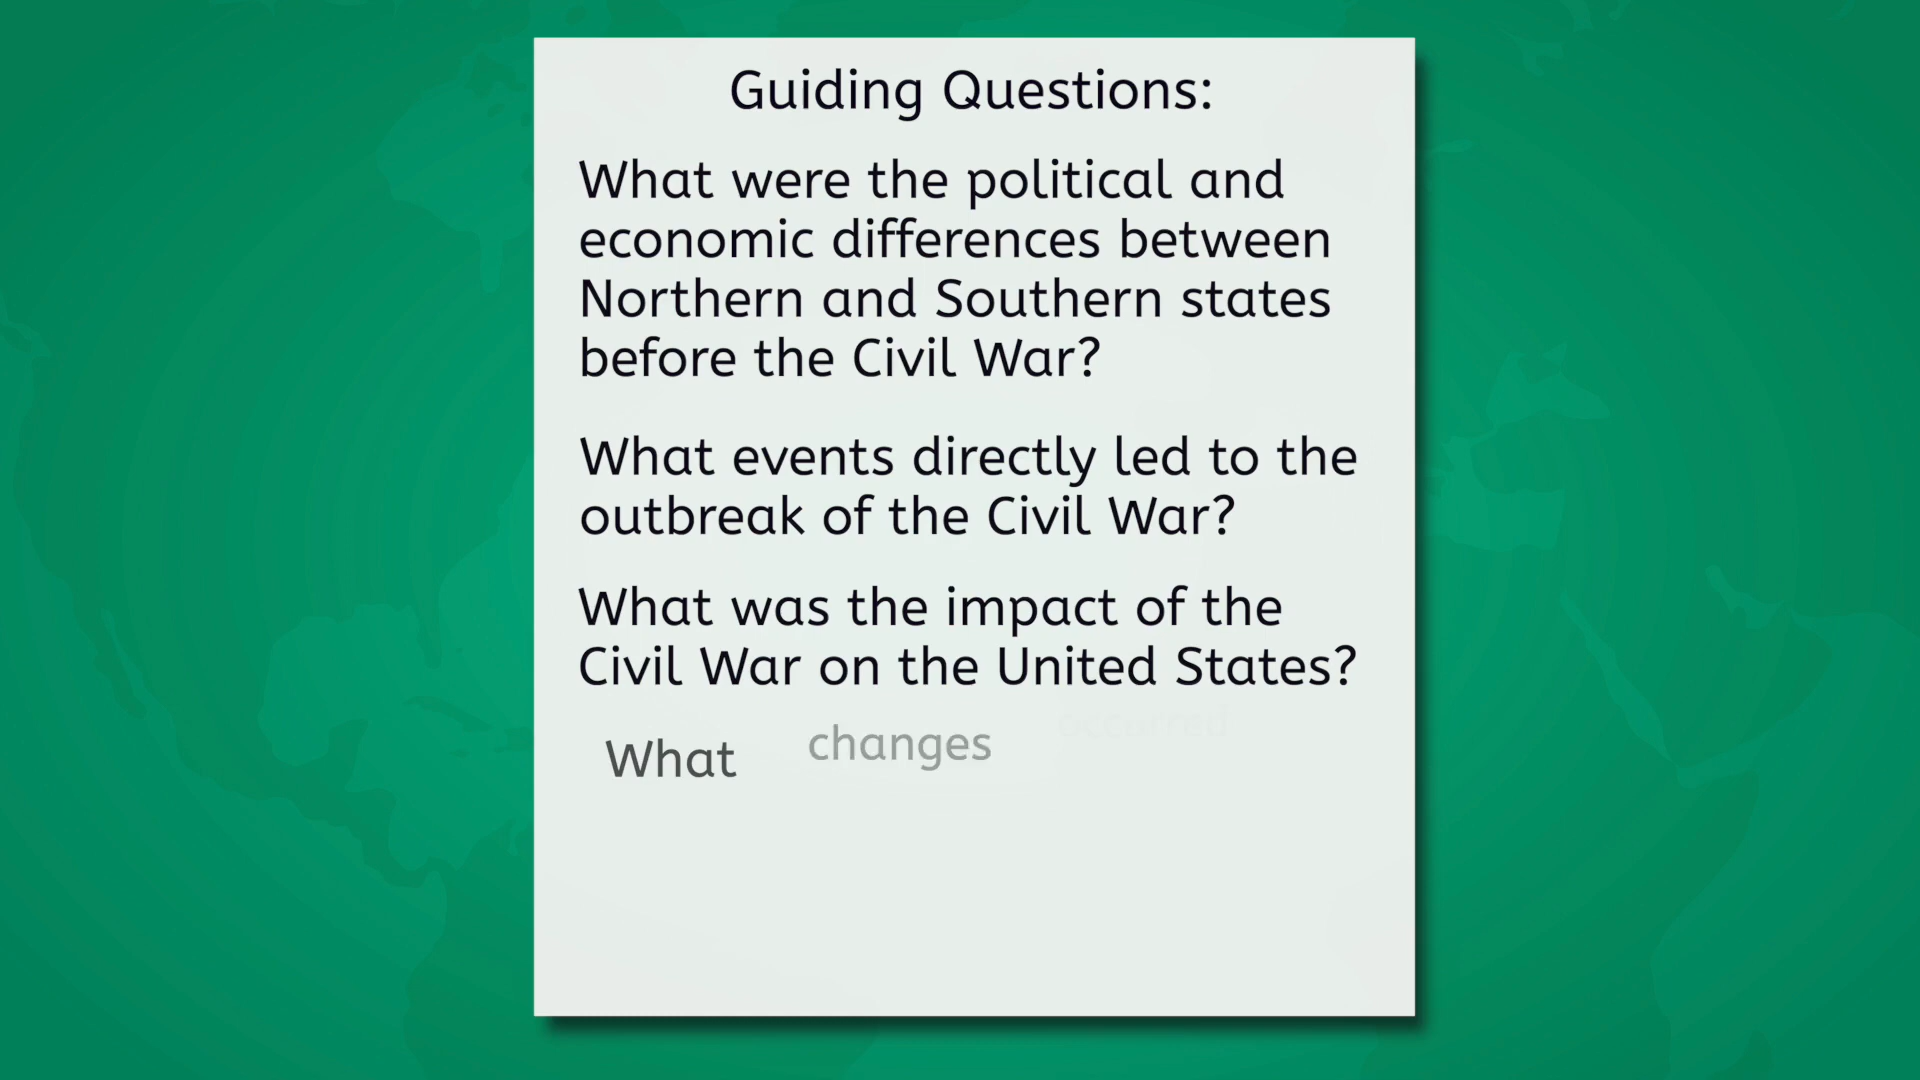 Guiding Questions:
What were the political and
economic differences between
Northern and Southern states
before the Civil War?
What events directly led to the
outbreak of the Civil War?
What was the impact of the
Civil War on the United States?
What changes occurred